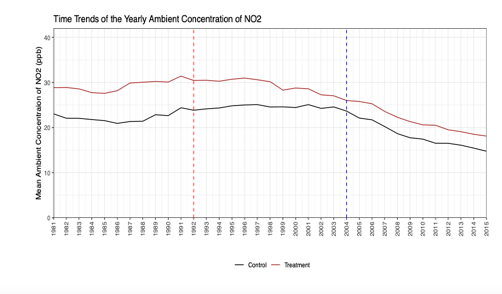 Time Trends of the Yearly Ambient Concentration of NO2
Mean Ambient Concentraion of NO2 (ppb)
40
30
20
10
0
1981 1982 1983 1984 1985 1986 1987 1988 1989 1990 1991 1992 1993 1994 1995 1996 1997 1998 1999 2000 2001 2002 2003 2004 2005 2006 2007 2008 2009 2010 2011 2012 2013 2014 2015
Control Treatment